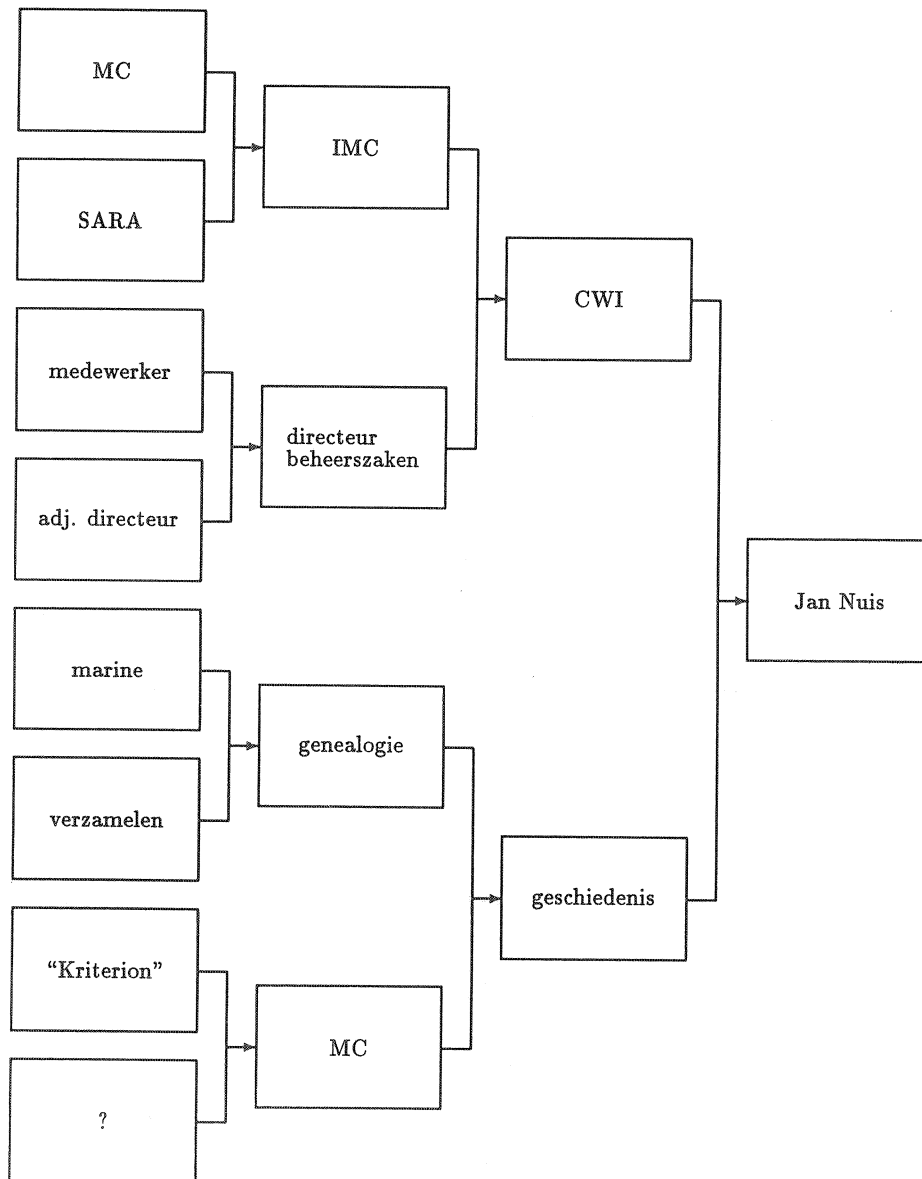 MC
SARA
IMC
medewerker
adj. directeur
directeur
beheerszaken
CWI
marine
verzamelen
genealogie
“Kriterion”
?
MC
geschiedenis
Jan Nuis